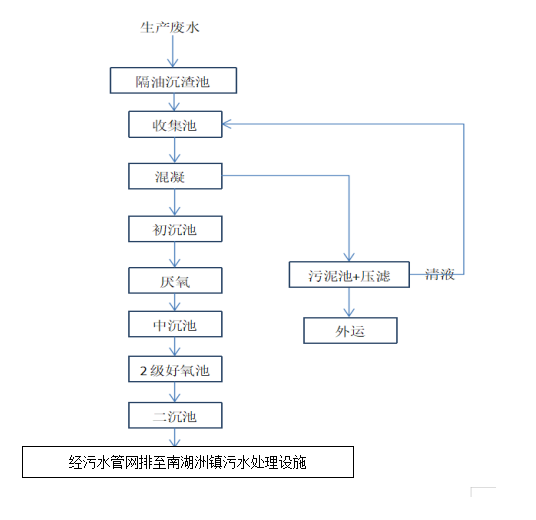 生产废水
隔油沉渣池
收集池
混凝
初沉池
厌氧
污泥池+压滤
清液
中沉池
外运
2级好氧池
二沉池
经污水管网排至南湖洲镇污水处理设施